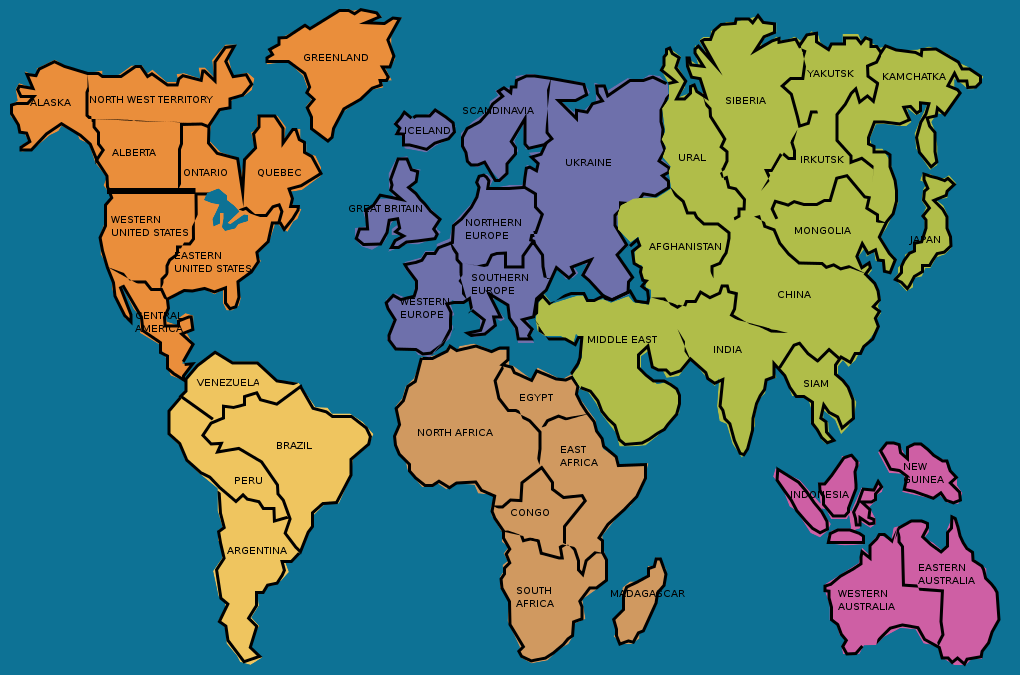 GREENLAND
ALASKA
NORTH WEST TERRITORY
ALBERTA
ONTARIO
QUEBEC
WESTERN
UNITED STATES
EASTERN
UNITED STATES
CENTRAL
AMERICA
VENEZUELA
BRAZIL
PERU
ARGENTINA
ICELAND
SCANDINAVIA
UKRAINE
GREAT BRITAIN
NORTHERN
EUROPE
SOUTHERN
EUROPE
WESTERN
EUROPE
NORTH AFRICA
EGYPT
EAST
AFRICA
CONGO
SOUTH
AFRICA
MADAGASCAR
YAKUTSK
KAMCHATKA
SIBERIA
URAL
IRKUTSK
MONGOLIA
JAPAN
AFGHANISTAN
CHINA
MIDDLE EAST
INDIA
SIAM
NEW
GUINEA
INDONESIA
EASTERN
AUSTRALIA
WESTERN
AUSTRALIA